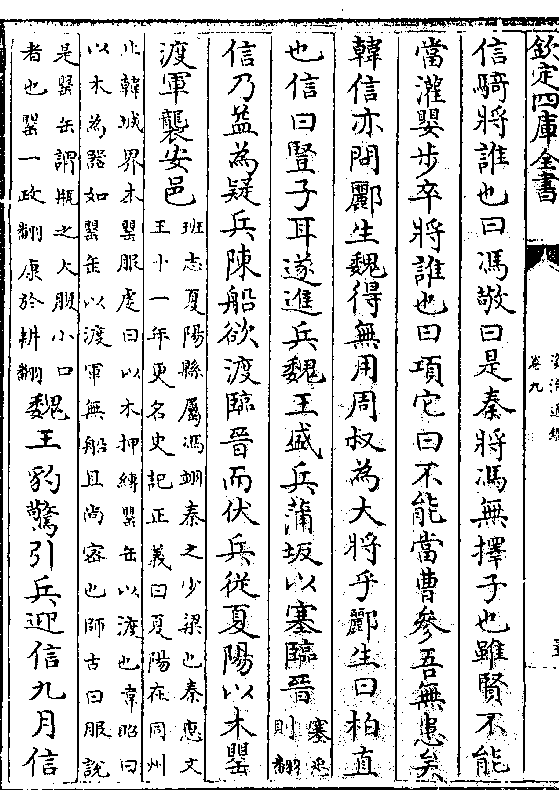 欽定四庫全書
卷九
信騎將誰也曰馮敬曰是秦將馮無擇子也雖賢不能
當灌嬰步卒將誰也曰項它曰不能當曹參吾無患矣
韓信亦問酈生魏得無用周叔為大將乎酈生曰柏直
也信曰豎子耳遂進兵魏王盛兵蒲坂以塞臨晉
塞悉
則翻
信乃益為疑兵陳船欲渡臨晉而伏兵從夏陽以木罌
渡軍襲安邑
班志夏陽縣屬馮翊秦之少梁也秦惠文
王十一年更名史記正義曰夏陽在同州
北韓城界木罌服虔曰以木押縛罌缶以渡也韋昭曰
以木為器如罌缶以渡軍無船且尚密也師古曰服說
是罌缶謂瓶之大腹小口
者也罌一政翻康於耕翻
魏王豹驚引兵迎信九月信